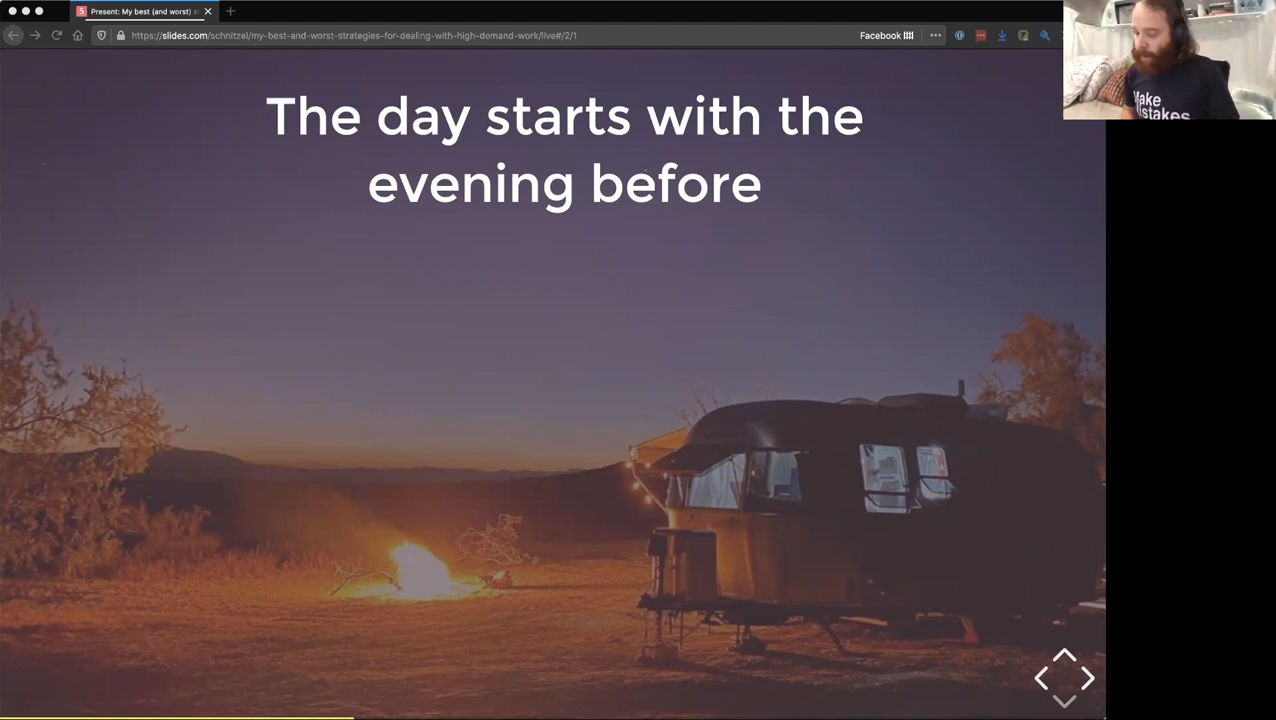 Present: My best (and worst)
https://slides.com/schnitzel/my-best-and-worst-strategies-for-dealing-with-high-demand-work/live#/2/1
Facebook
Make
istakes
The day starts with the
evening before